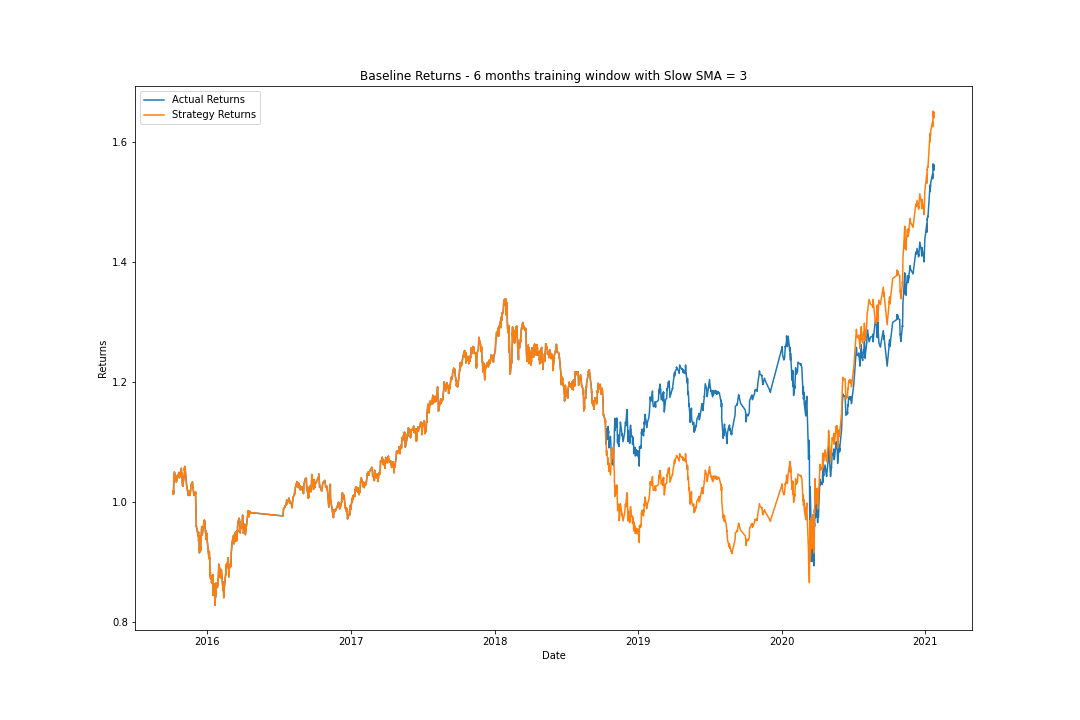 Baseline Returns - 6 months training window with Slow SMA = 3
Actual Returns
Strategy Returns
1.6
1.4
1.2
1.0
0.8
Returns
2016 2017 2018 2019 2020 2021
Date